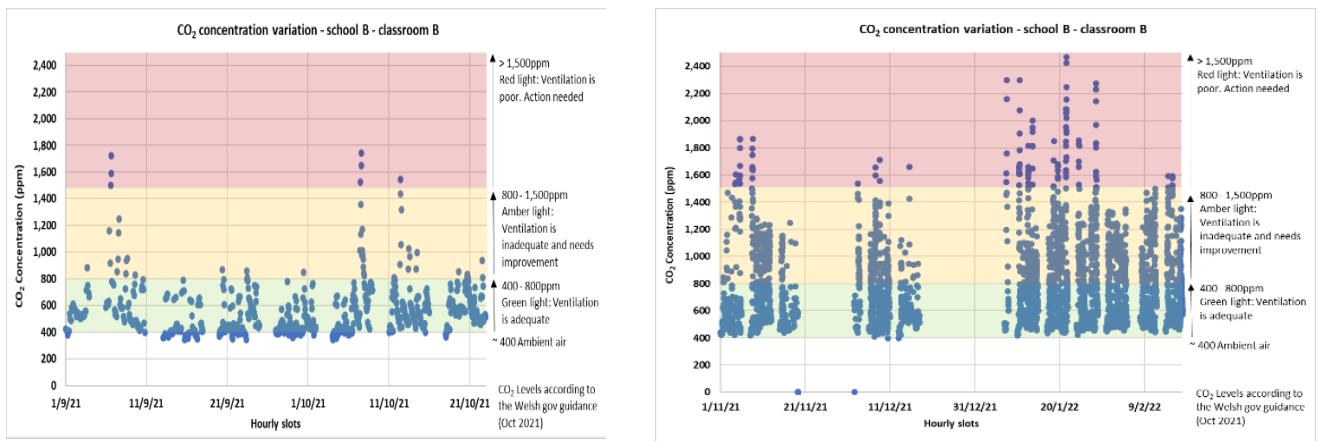 CO2 concentration variation - school B - classroom B
CO2 Concentration (ppm)
2,400
2,200
2,000
1,800
1,600
1,400
1,200
1,000
800
600
400
200
0
1/9/21
11/9/21
21/9/21
1/10/21
11/10/21
21/10/21
Hourly slots
> 1,500ppm
Red light: Ventilation is
poor. Action needed
800 - 1,500ppm
Amber light:
Ventilation is
inadequate and needs
improvement
400 - 800ppm
Green light: Ventilation
is adequate
~ 400 Ambient air
CO2 Levels according to
the Welsh gov guidance
(Oct 2021)
CO2 concentration variation - school B - classroom B
CO2 Concentration (ppm)
2,400
2,200
2,000
1,800
1,600
1,400
1,200
1,000
800
600
400
200
0
1/11/21
21/11/21
11/12/21
31/12/21
20/1/22
9/2/22
Hourly slots
> 1,500ppm
Red light: Ventilation is
poor. Action needed
800 - 1,500ppm
Amber light:
Ventilation is
inadequate and needs
improvement
400 - 800ppm
Green light: Ventilation
is adequate
~ 400 Ambient air
CO2 Levels according to
the Welsh gov guidance
(Oct 2021)